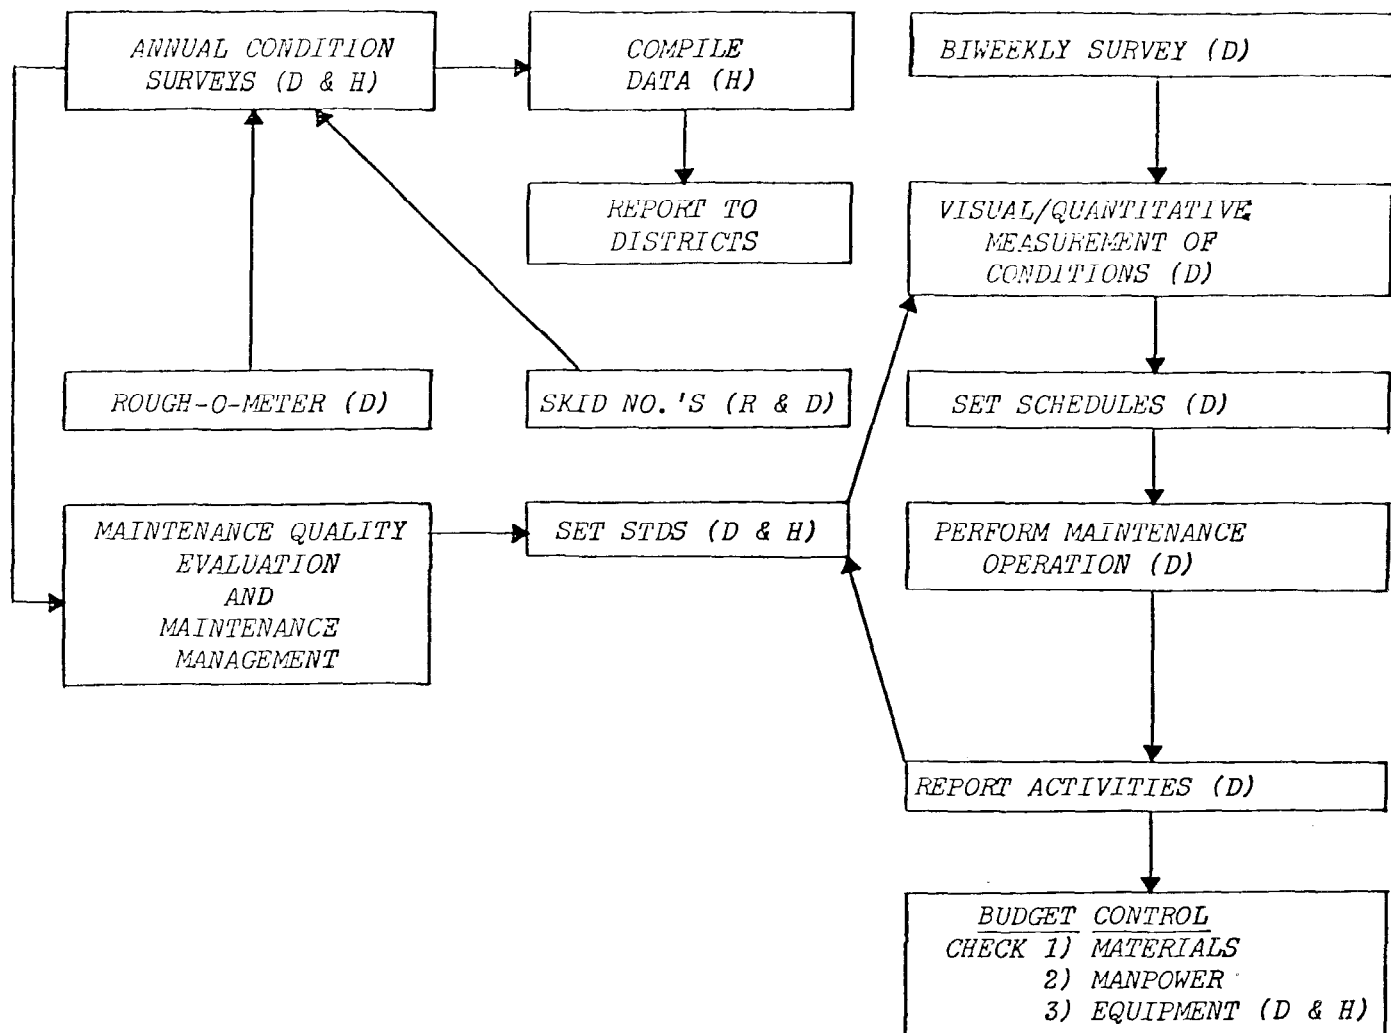 ANNUAL CONDITION
SURVEYS (D & H)
COMPILE
DATA (H)
BIWEEKLY SURVEY (D)
REPORT TO
DISTRICTS
VISUAL/QUANTITATIVE
MEASUREMENT OF
CONDITIONS (D)
ROUGH-O-METER (D)
SKID NO.'S (R & D)
SET SCHEDULES (D)
MAINTENANCE QUALITY
EVALUATION
AND
MAINTENANCE
MANAGEMENT
SET STDS (D & H)
PERFORM MAINTENANCE
OPERATION (D)
REPORT ACTIVITIES (D)
BUDGET CONTROL
CHECK 1) MATERIALS
2) MANPOWER
3) EQUIPMENT (D & H)